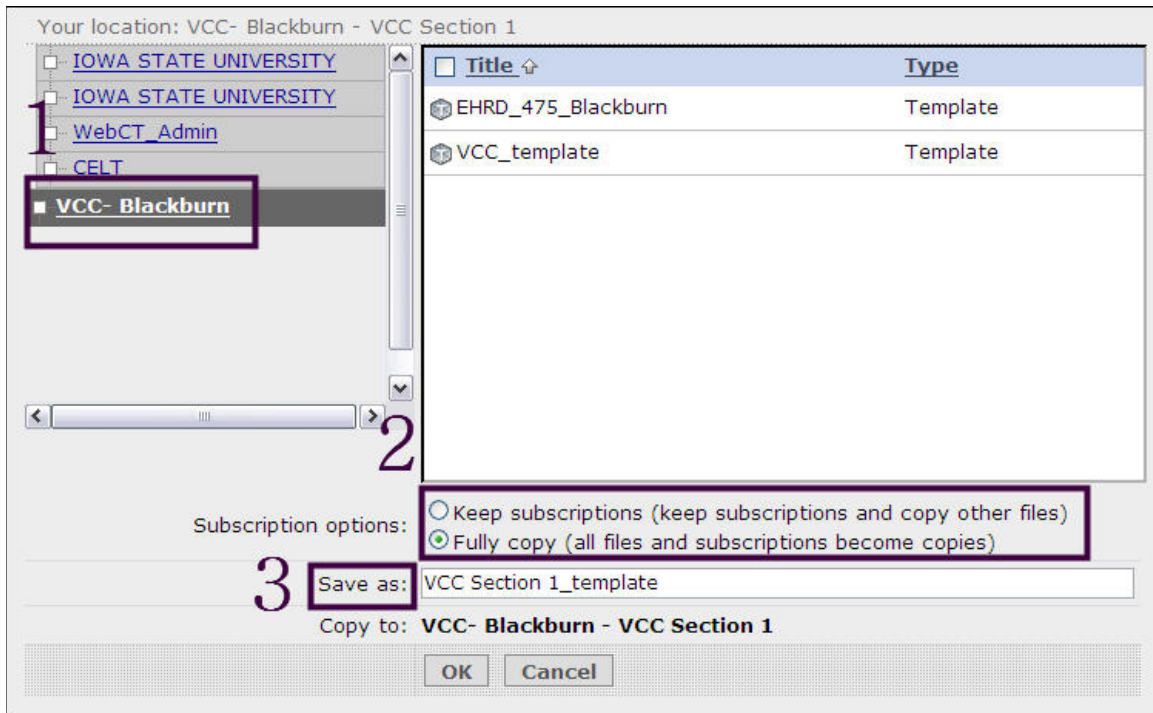 Your location: VCC- Blackburn - VCC Section 1
IOWA STATE UNIVERSITY
IOWA STATE UNIVERSITY
1
WebCT_Admin
CELT
VCC- Blackburn
Title Type
EHRD_475_Blackburn Template
VCC_template Template
2
Subscription options:
Keep subscriptions (keep subscriptions and copy other files)
Fully copy (all files and subscriptions become copies)
3 Save as: VCC Section 1_template
Copy to: VCC- Blackburn - VCC Section 1
OK Cancel